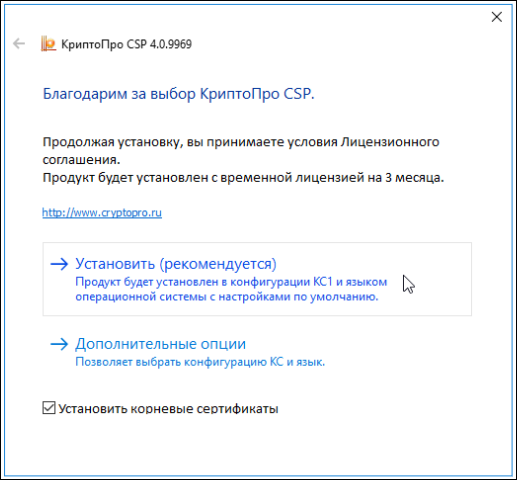 КриптоПро CSP 4.0.9969
Благодарим за выбор КриптоПро CSP.
Продолжая установку, вы принимаете условия Лицензионного
соглашения.
Продукт будет установлен с временной лицензией на 3 месяца.
http://www.cryptopro.ru
Установить (рекомендуется)
Продукт будет установлен в конфигурации КС1 и языком
операционной системы с настройками по умолчанию.
Дополнительные опции
Позволяет выбрать конфигурацию КС и язык.
Установить корневые сертификаты